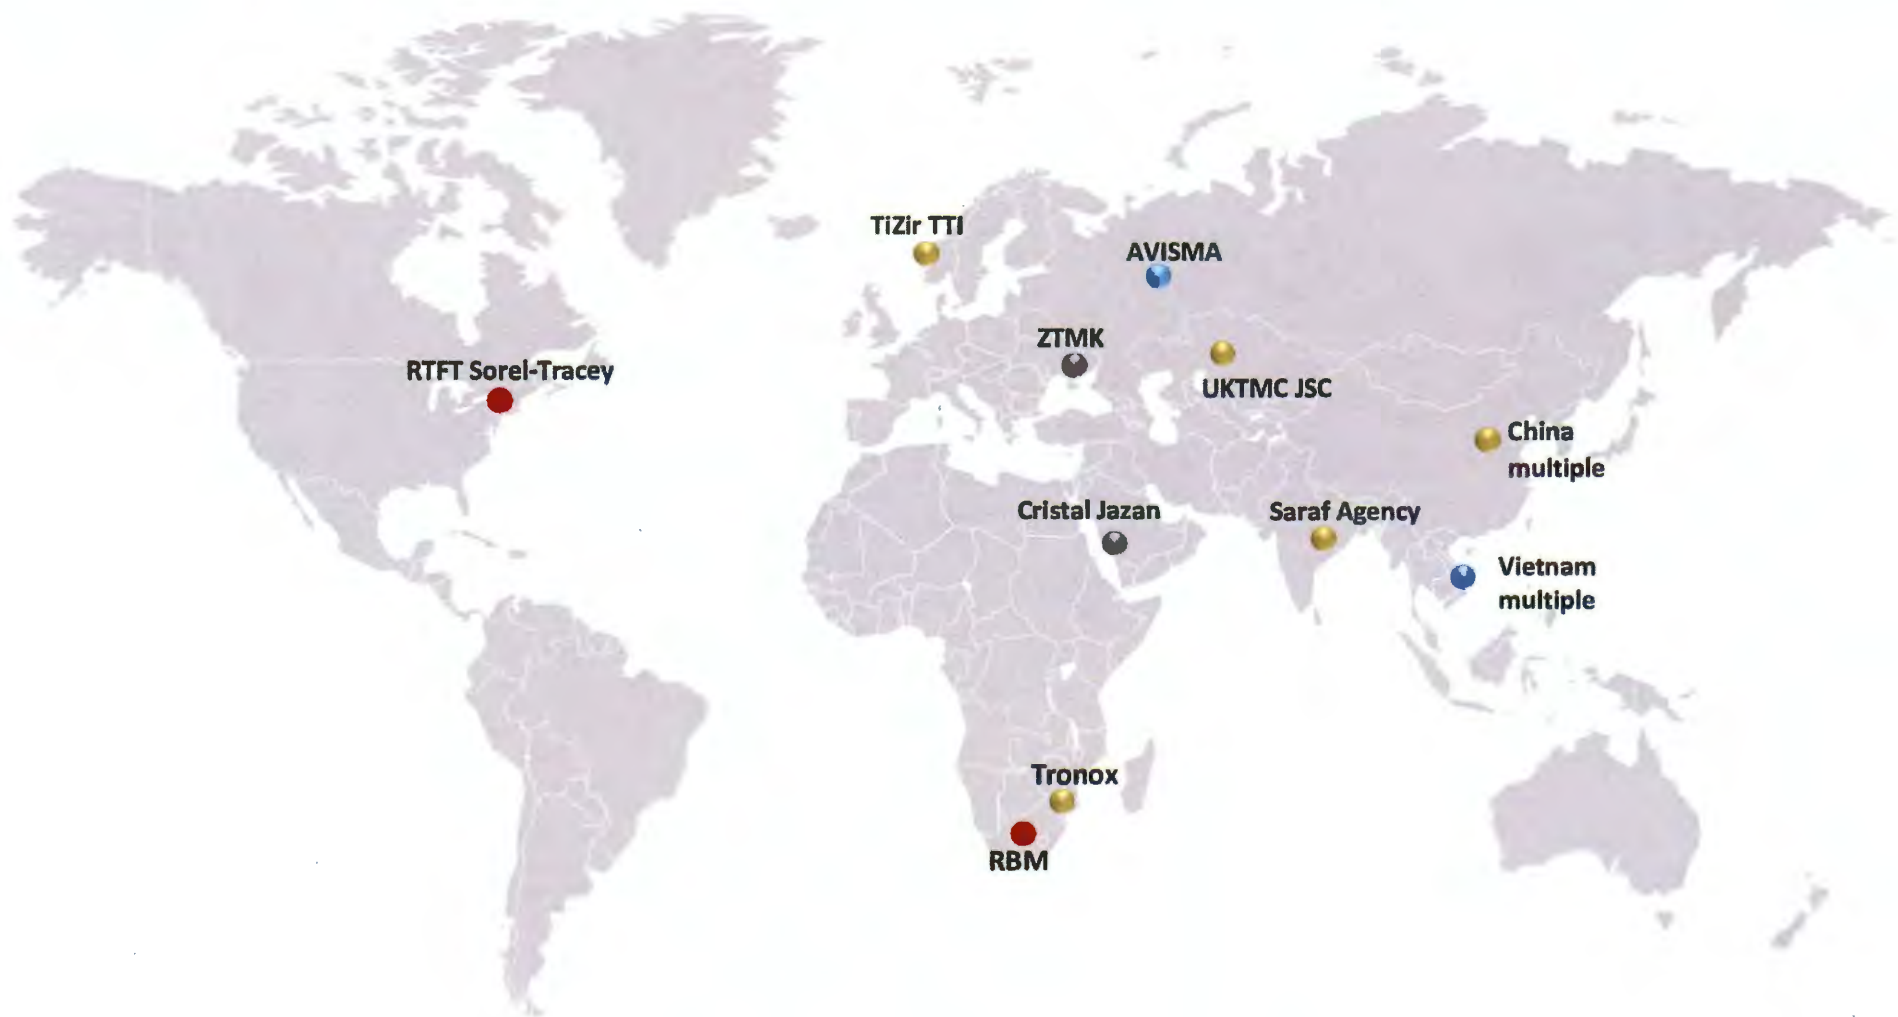 TiZir TTI
AVISMA
ZTMK
RTFT Sorel-Tracey
UKTMC JSC
China
multiple
Cristal Jazan
Saraf Agency
Vietnam
multiple
Tronox
RBM